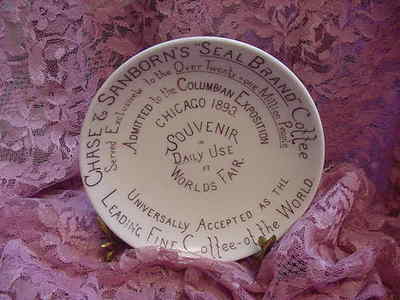 CHASE & SANBORN'S "SEAL BRAND" Coffee
Served Exclusively to the Over Twenty-one Million People
ADMITTED to the COLUMBIAN EXPOSITION
CHICAGO 1893.
SOUVENIR
IN
DAILY USE
AT
WORLDS FAIR.
UNIVERSALLY ACCEPTED AS THE
LEADING FINE Coffee-of the WORLD